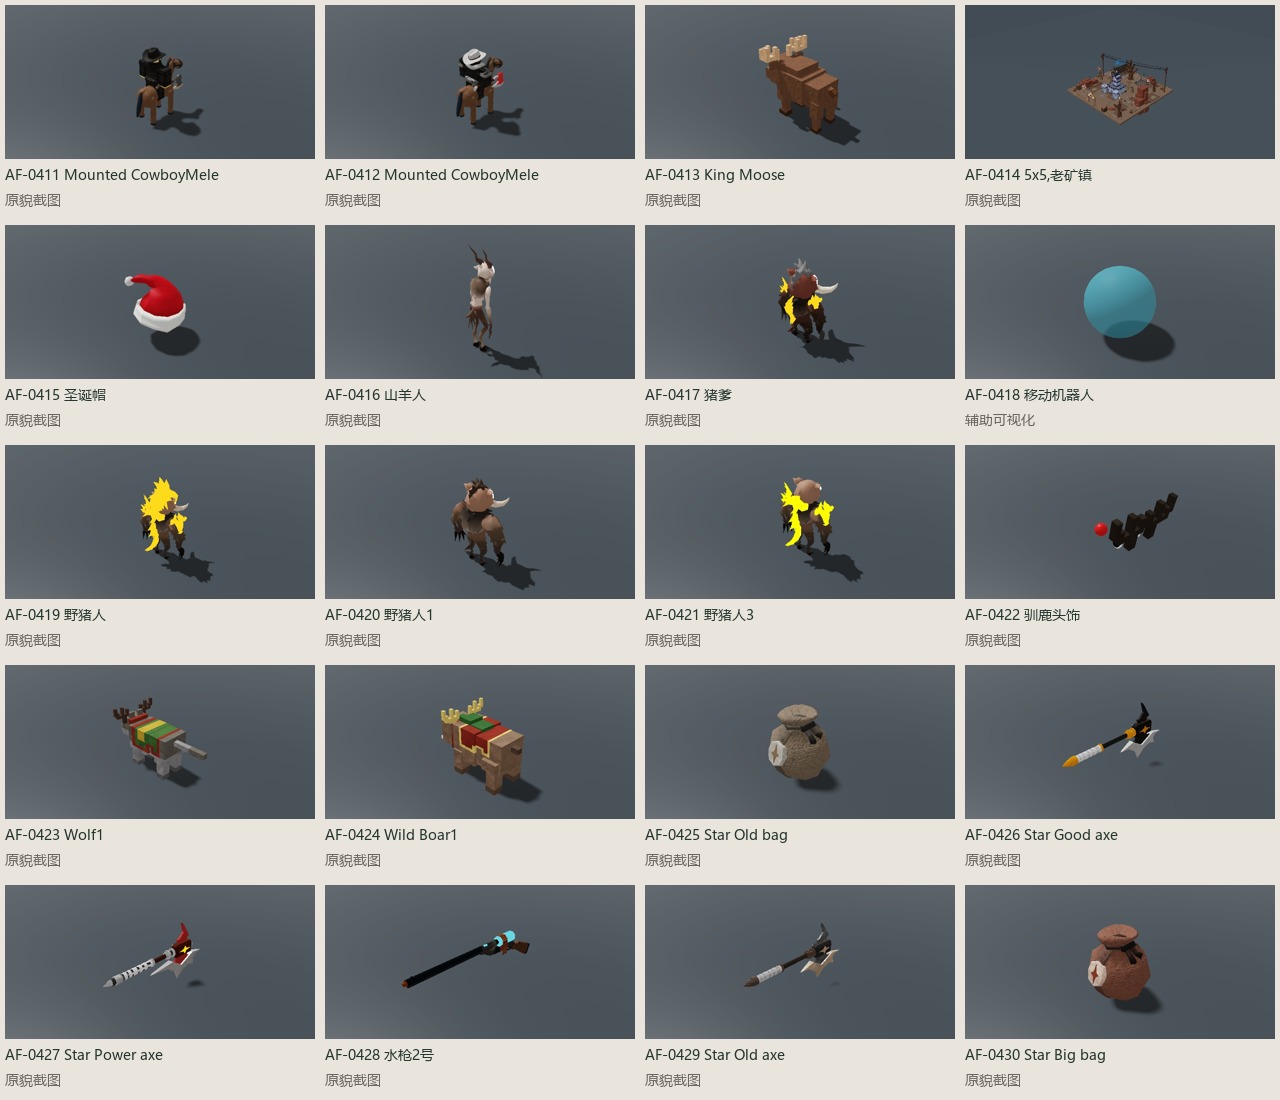 AF-0411 Mounted CowboyMele
原貌截图
AF-0412 Mounted CowboyMele
原貌截图
AF-0413 King Moose
原貌截图
AF-0414 5x5,老矿镇
原貌截图
AF-0415 圣诞帽
原貌截图
AF-0416 山羊人
原貌截图
AF-0417 猪爹
原貌截图
AF-0418 移动机器人
辅助可视化
AF-0419 野猪人
原貌截图
AF-0420 野猪人1
原貌截图
AF-0421 野猪人3
原貌截图
AF-0422 驯鹿头饰
原貌截图
AF-0423 Wolf1
原貌截图
AF-0424 Wild Boar1
原貌截图
AF-0425 Star Old bag
原貌截图
AF-0426 Star Good axe
原貌截图
AF-0427 Star Power axe
原貌截图
AF-0428 水枪2号
原貌截图
AF-0429 Star Old axe
原貌截图
AF-0430 Star Big bag
原貌截图